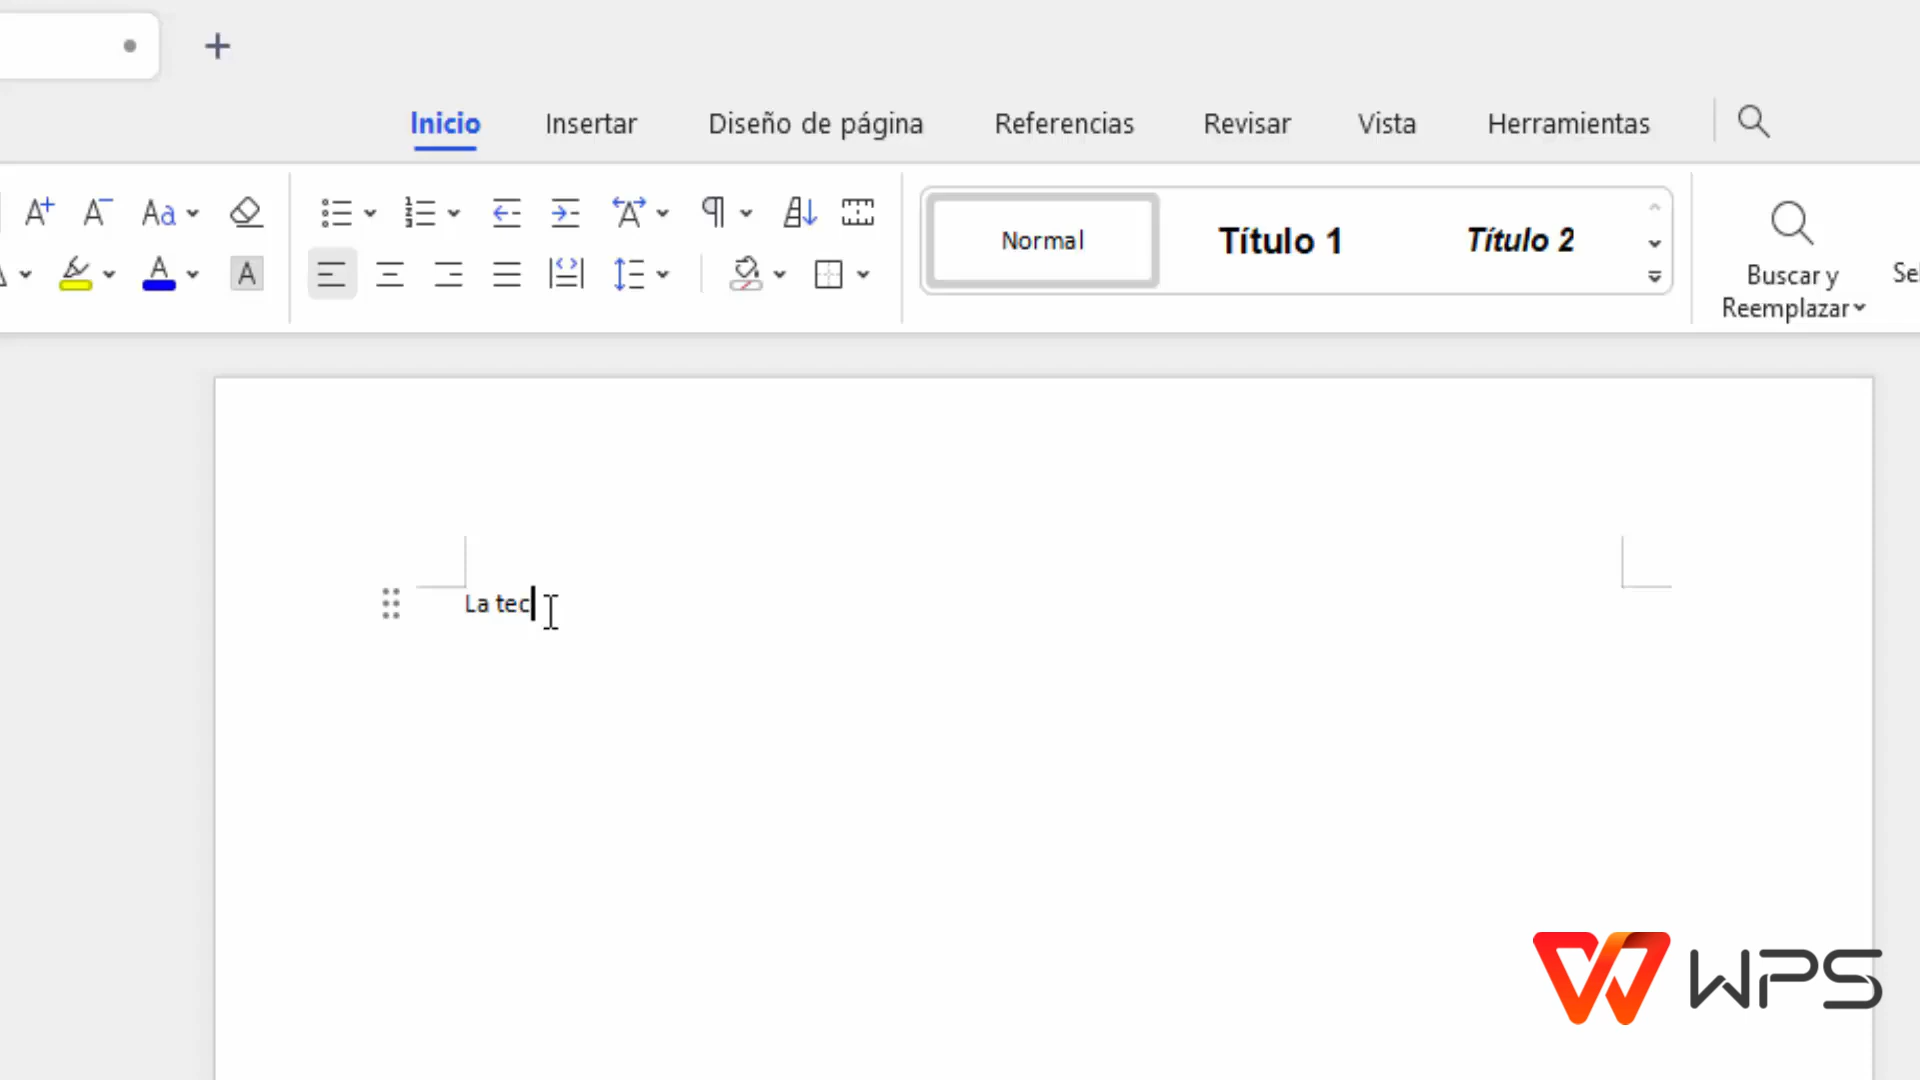 Inicio Insertar Diseño de página Referencias Revisar Vista Herramientas
Normal Título 1 Título 2
Buscar y
Reemplazar
La tec
WPS